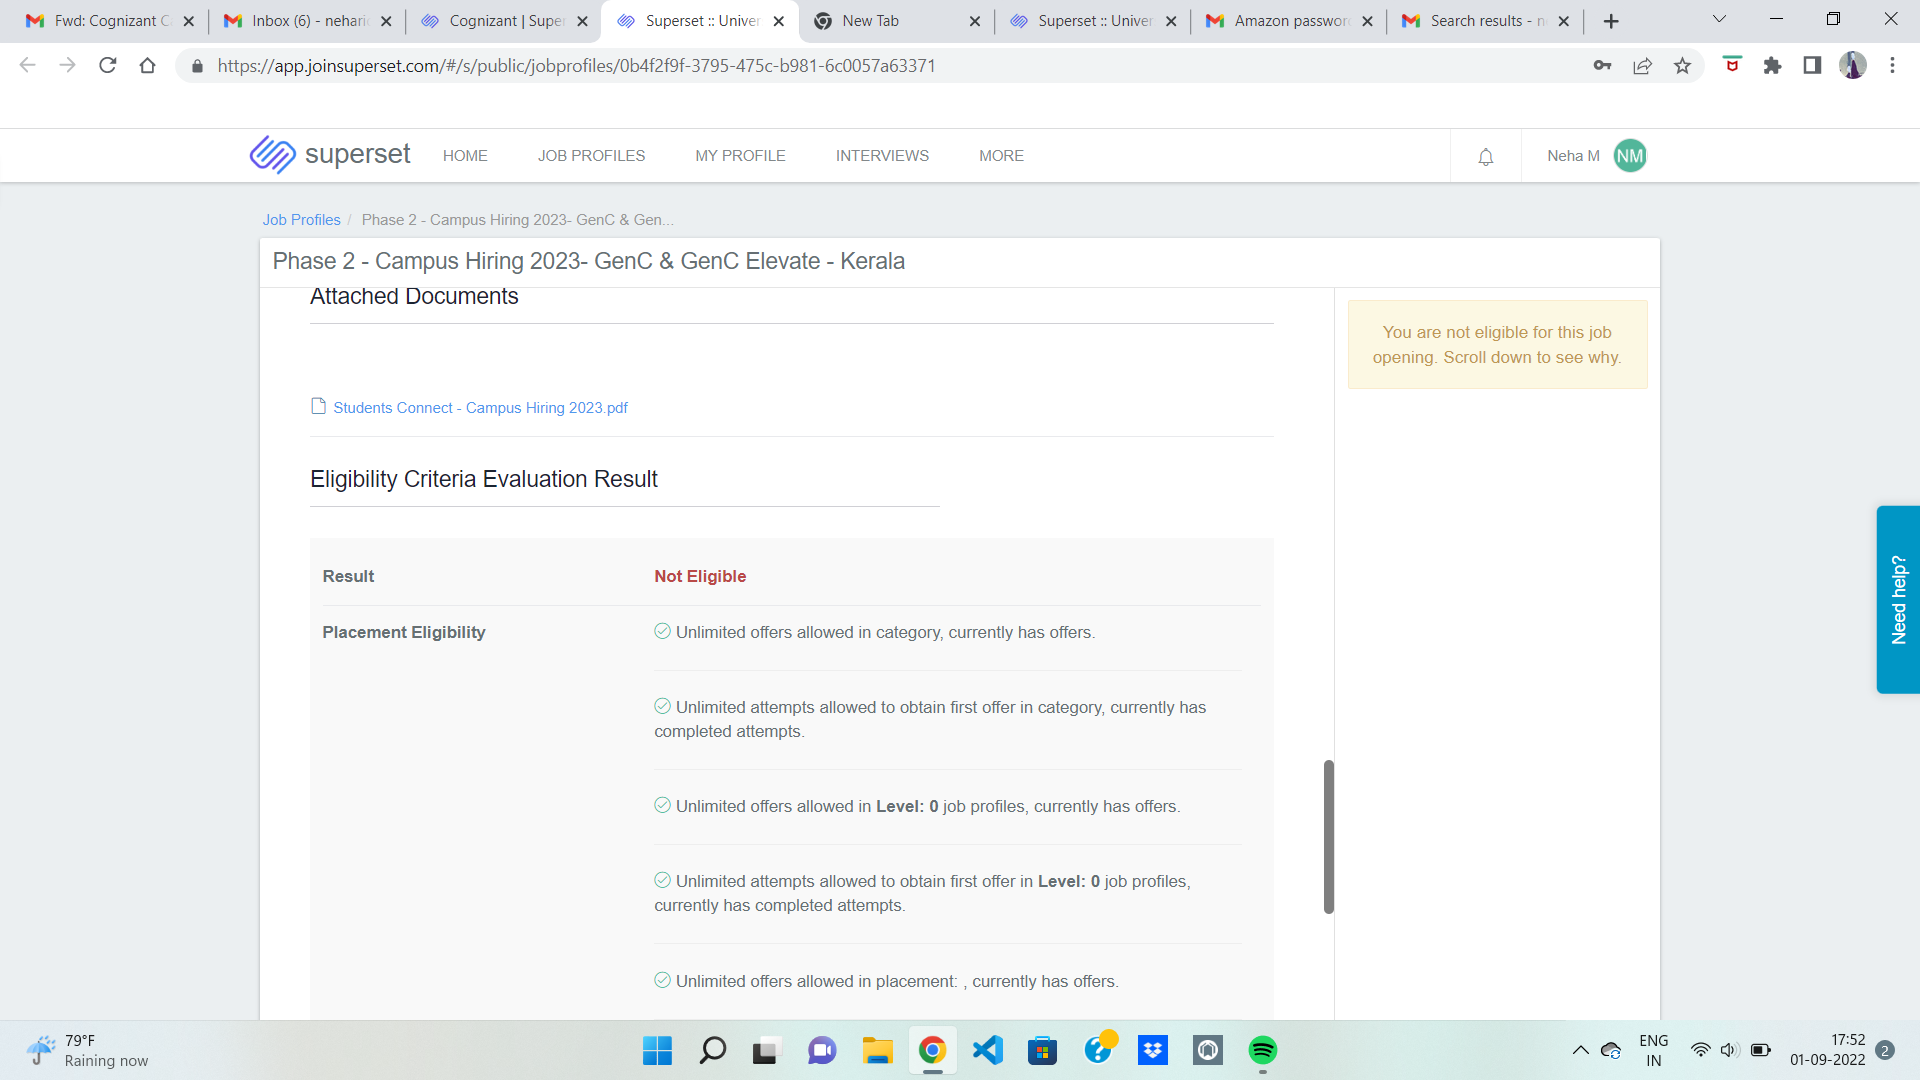 Fwd: Cognizant C
Inbox (6) - neharic
Cognizant | Supe
Superset :: Univer
New Tab
Superset :: Univer
Amazon passwor
Search results - n
https://app.joinsuperset.com/#/s/public/jobprofiles/0b4f2f9f-3795-475c-b981-6c0057a63371
superset
HOME
JOB PROFILES
MY PROFILE
INTERVIEWS
MORE
Neha M
NM
Job Profiles / Phase 2 - Campus Hiring 2023- GenC & Gen...
Phase 2 - Campus Hiring 2023- GenC & GenC Elevate - Kerala
Attached Documents
You are not eligible for this job
opening. Scroll down to see why.
Students Connect - Campus Hiring 2023.pdf
Eligibility Criteria Evaluation Result
Result
Not Eligible
Placement Eligibility
Unlimited offers allowed in category, currently has offers.
Unlimited attempts allowed to obtain first offer in category, currently has
completed attempts.
Unlimited offers allowed in Level: 0 job profiles, currently has offers.
Unlimited attempts allowed to obtain first offer in Level: 0 job profiles,
currently has completed attempts.
Unlimited offers allowed in placement: , currently has offers.
Need help?
79°F
Raining now
ENG
IN
17:52
01-09-2022
2